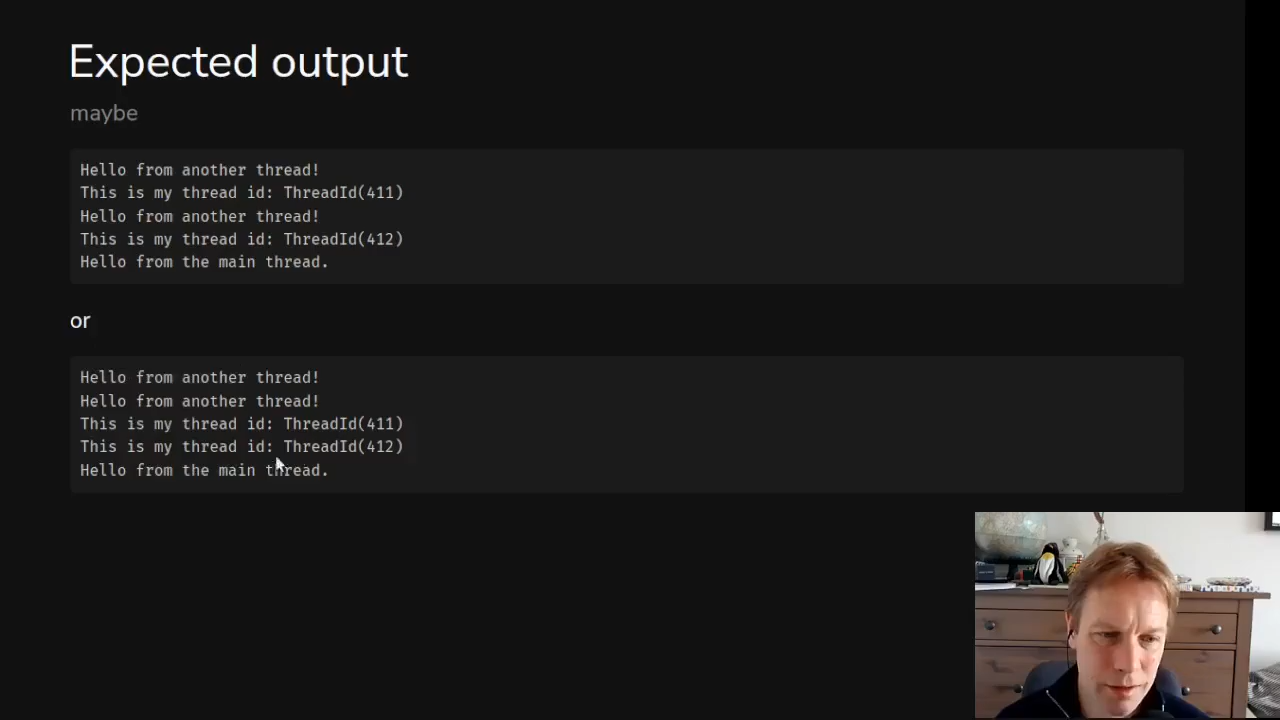 Expected output
maybe
Hello from another thread!
This is my thread id: ThreadId(411)
Hello from another thread!
This is my thread id: ThreadId(412)
Hello from the main thread.
or
Hello from another thread!
Hello from another thread!
This is my thread id: ThreadId(411)
This is my thread id: ThreadId(412)
Hello from the main thread.